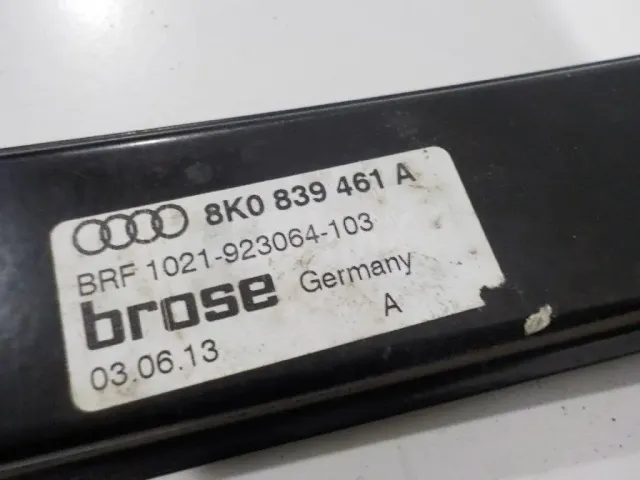 8K0 839 461 A
BRF 1021-923064-103
brose Germany
A
03.06.13